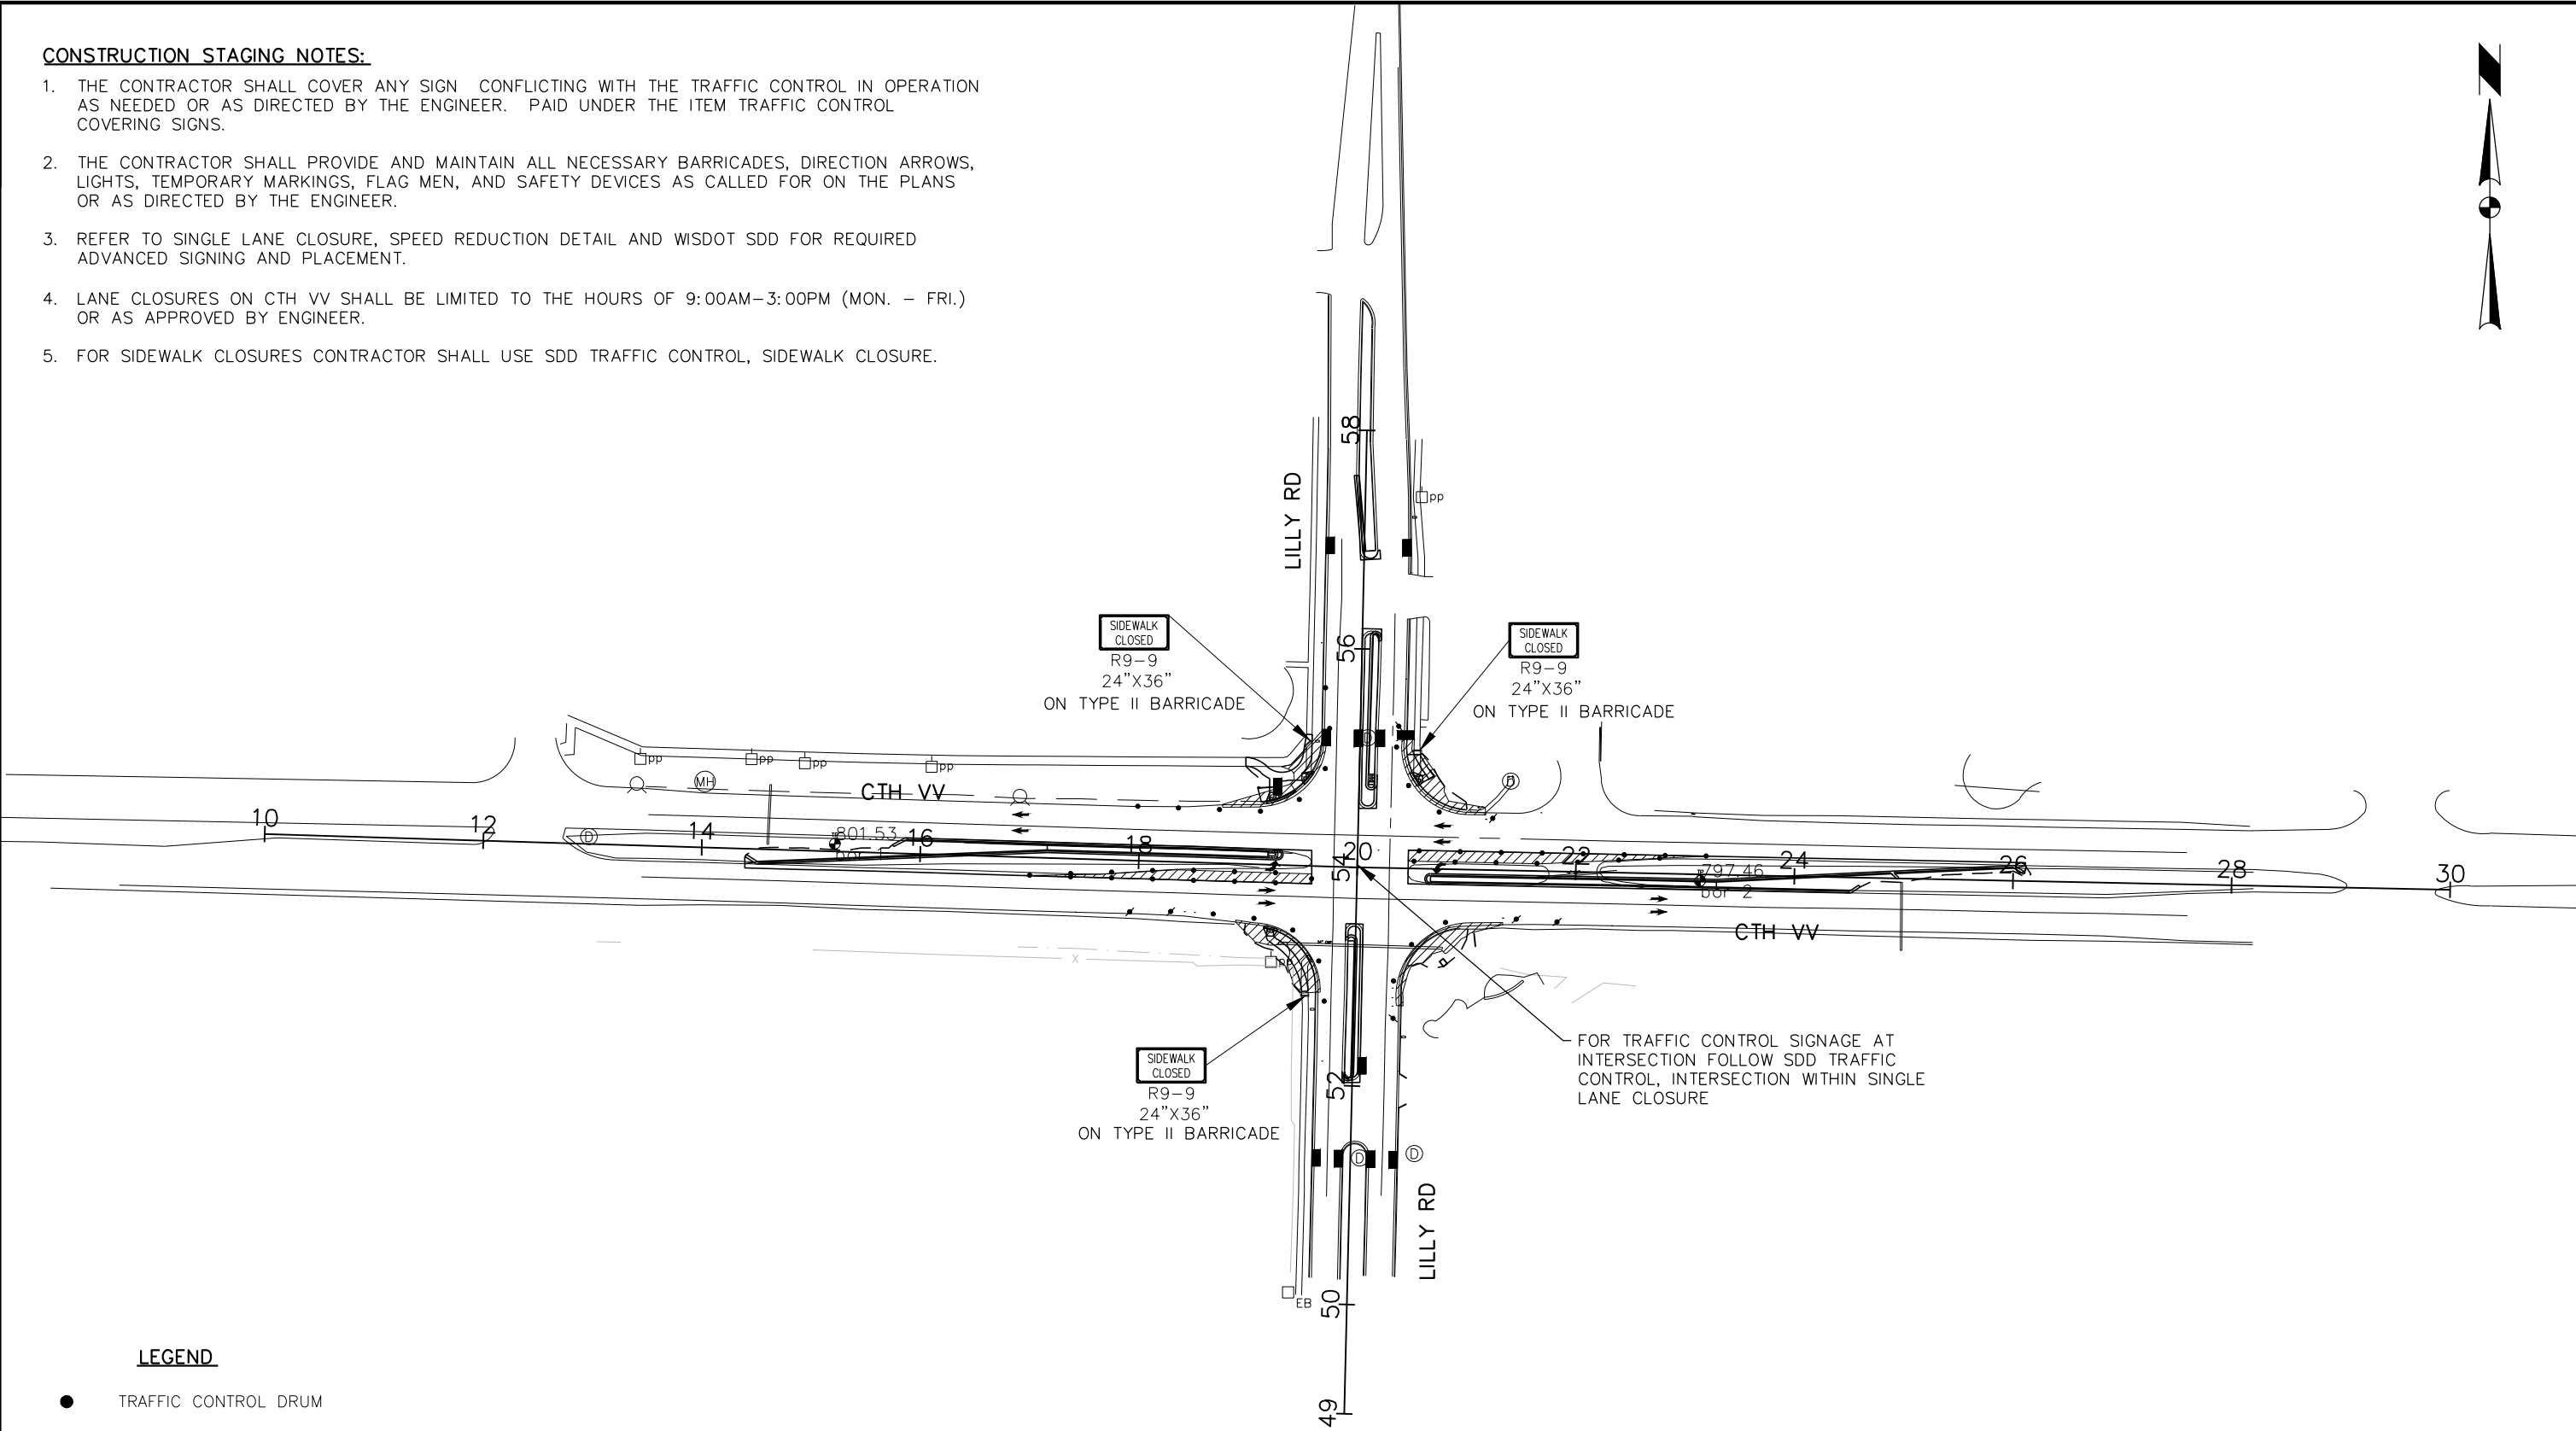 CONSTRUCTION STAGING NOTES:
1. THE CONTRACTOR SHALL COVER ANY SIGN CONFLICTING WITH THE TRAFFIC CONTROL IN OPERATION
AS NEEDED OR AS DIRECTED BY THE ENGINEER. PAID UNDER THE ITEM TRAFFIC CONTROL
COVERING SIGNS.
2. THE CONTRACTOR SHALL PROVIDE AND MAINTAIN ALL NECESSARY BARRICADES, DIRECTION ARROWS,
LIGHTS, TEMPORARY MARKINGS, FLAG MEN, AND SAFETY DEVICES AS CALLED FOR ON THE PLANS
OR AS DIRECTED BY THE ENGINEER.
3. REFER TO SINGLE LANE CLOSURE, SPEED REDUCTION DETAIL AND WISDOT SDD FOR REQUIRED
ADVANCED SIGNING AND PLACEMENT.
4. LANE CLOSURES ON CTH VV SHALL BE LIMITED TO THE HOURS OF 9:00AM-3:00PM (MON. - FRI.)
OR AS APPROVED BY ENGINEER.
5. FOR SIDEWALK CLOSURES CONTRACTOR SHALL USE SDD TRAFFIC CONTROL, SIDEWALK CLOSURE.
N
58
LILLY RD
pp
SIDEWALK
CLOSED
R9-9
24"X36"
ON TYPE II BARRICADE
56
SIDEWALK
CLOSED
R9-9
24"X36"
ON TYPE II BARRICADE
D
pp
pp
pp
pp
MH
CTH VV
10
12
D
14
801.53
bor 1
16
18
20
54
22
797.46
bor 2
24
26
28
30
CTH VV
X
pp
SIDEWALK
CLOSED
R9-9
24"X36"
ON TYPE II BARRICADE
52
FOR TRAFFIC CONTROL SIGNAGE AT
INTERSECTION FOLLOW SDD TRAFFIC
CONTROL, INTERSECTION WITHIN SINGLE
LANE CLOSURE
D
D
LILLY RD
EB
50
49
LEGEND
TRAFFIC CONTROL DRUM